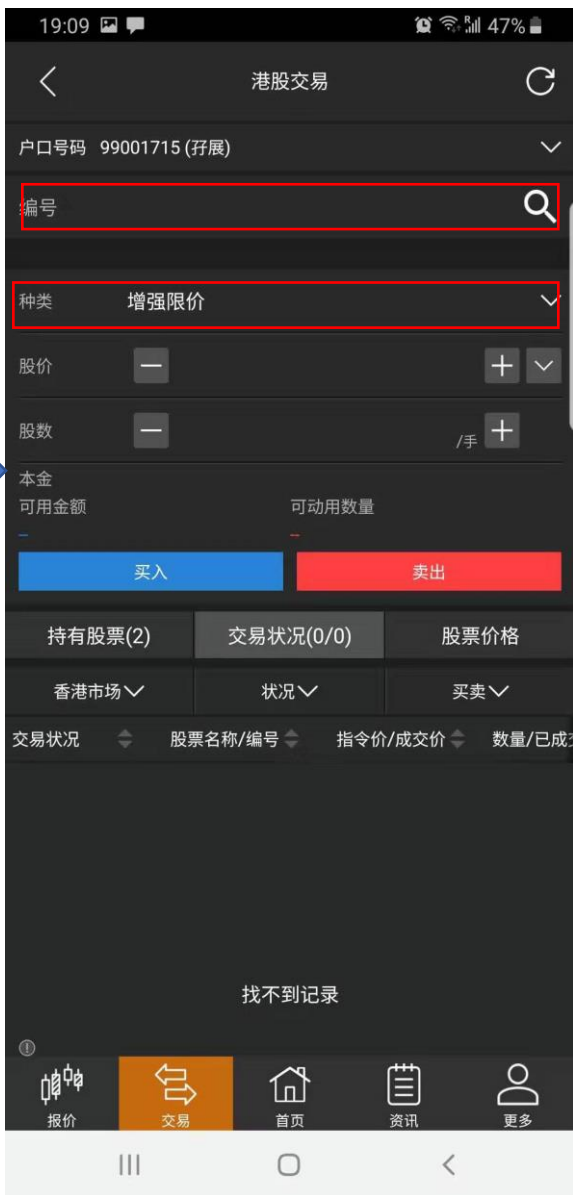 19:09 47%
港股交易
户口号码 99001715 (孖展)
编号
种类 增强限价
股价
股数 /手
本金
可用金额 可动用数量
– --
买入 卖出
持有股票(2) 交易状况(0/0) 股票价格
香港市场 状况 买卖
交易状况 股票名称/编号 指令价/成交价 数量/已成
找不到记录
报价 交易 首页 资讯 更多